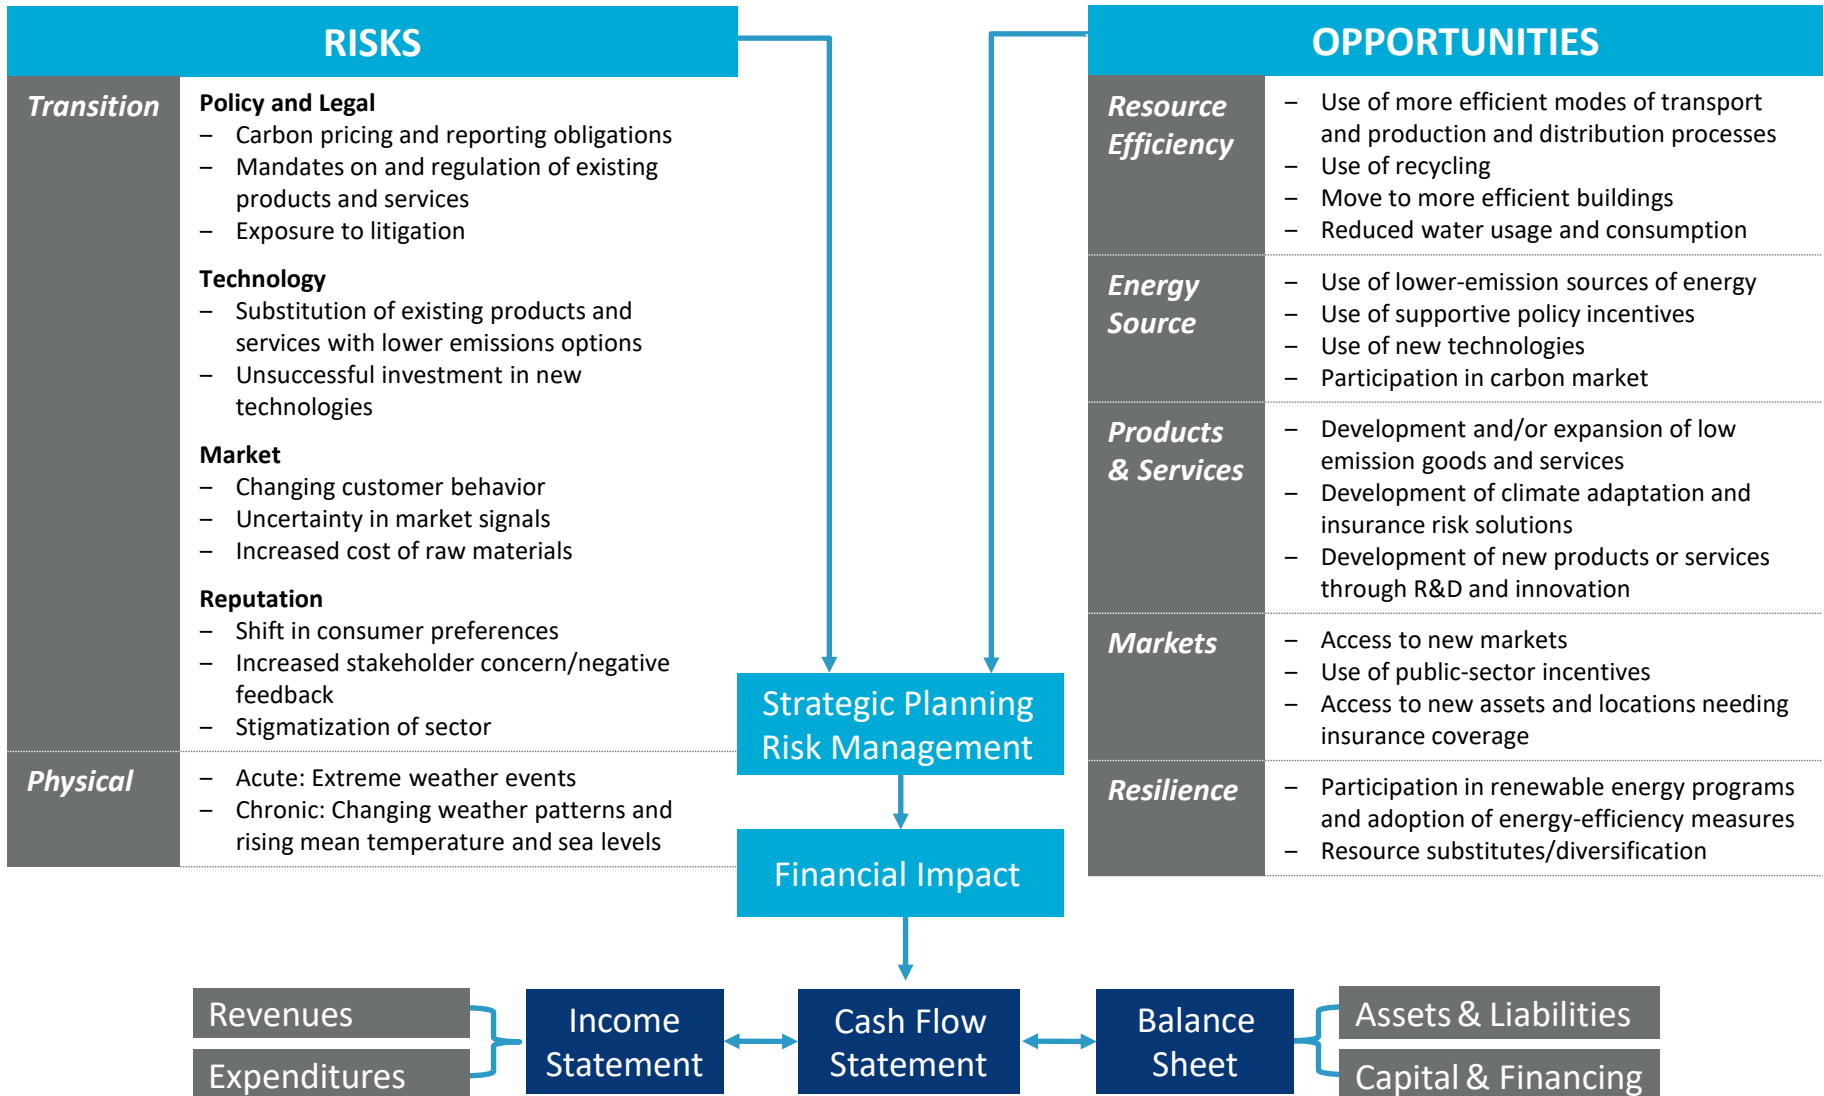 RISKS
Transition
Policy and Legal
– Carbon pricing and reporting obligations
– Mandates on and regulation of existing
products and services
– Exposure to litigation
Technology
– Substitution of existing products and
services with lower emissions options
– Unsuccessful investment in new
technologies
Market
– Changing customer behavior
– Uncertainty in market signals
– Increased cost of raw materials
Reputation
– Shift in consumer preferences
– Increased stakeholder concern/negative
feedback
– Stigmatization of sector
Physical
– Acute: Extreme weather events
– Chronic: Changing weather patterns and
rising mean temperature and sea levels
OPPORTUNITIES
Resource
Efficiency
– Use of more efficient modes of transport
and production and distribution processes
– Use of recycling
– Move to more efficient buildings
– Reduced water usage and consumption
Energy
Source
– Use of lower-emission sources of energy
– Use of supportive policy incentives
– Use of new technologies
– Participation in carbon market
Products
& Services
– Development and/or expansion of low
emission goods and services
– Development of climate adaptation and
insurance risk solutions
– Development of new products or services
through R&D and innovation
Markets
– Access to new markets
– Use of public-sector incentives
– Access to new assets and locations needing
insurance coverage
Resilience
– Participation in renewable energy programs
and adoption of energy-efficiency measures
– Resource substitutes/diversification
Strategic Planning
Risk Management
Financial Impact
Revenues
Expenditures
Income
Statement
Cash Flow
Statement
Balance
Sheet
Assets & Liabilities
Capital & Financing